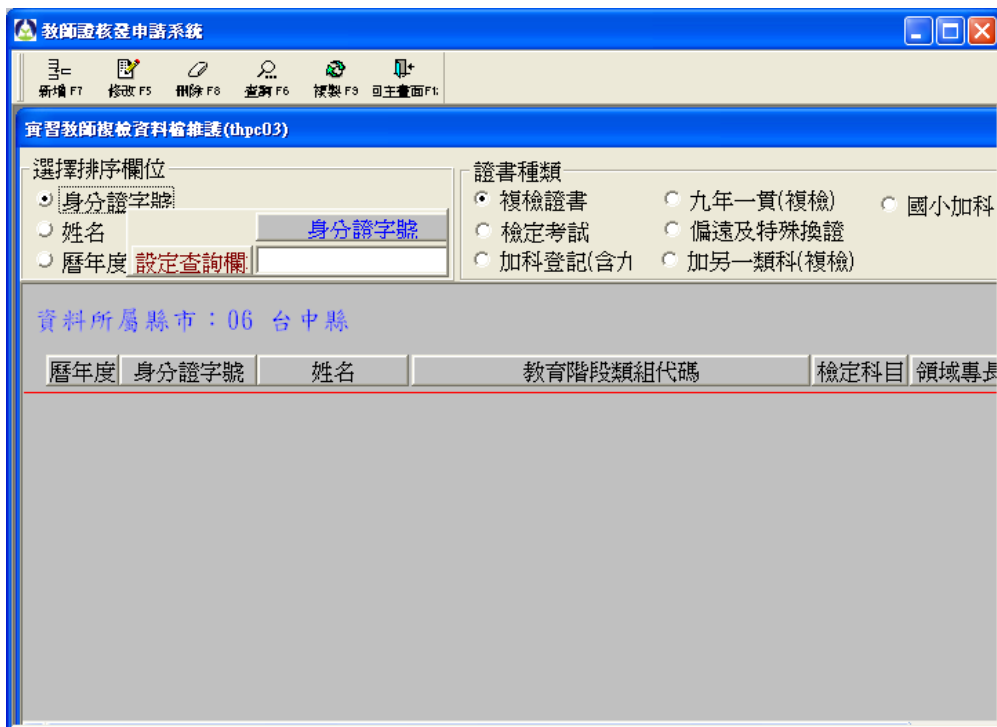 教師證核發申請系統
新增 F7 修改 F5 刪除 F8 查詢 F6 複製 F9 回主畫面F1
實習教師複檢資料檔維護(thpc03)
選擇排序欄位
身分證字號
姓名
曆年度 設定查詢欄
身分證字號
證書種類
複檢證書 九年一貫(複檢) 國小加科
檢定考試 偏遠及特殊換證
加科登記(含 加另一類科(複檢)
資料所屬縣市：06 台中縣
曆年度 身分證字號 姓名 教育階段類組代碼 檢定科目 領域專長